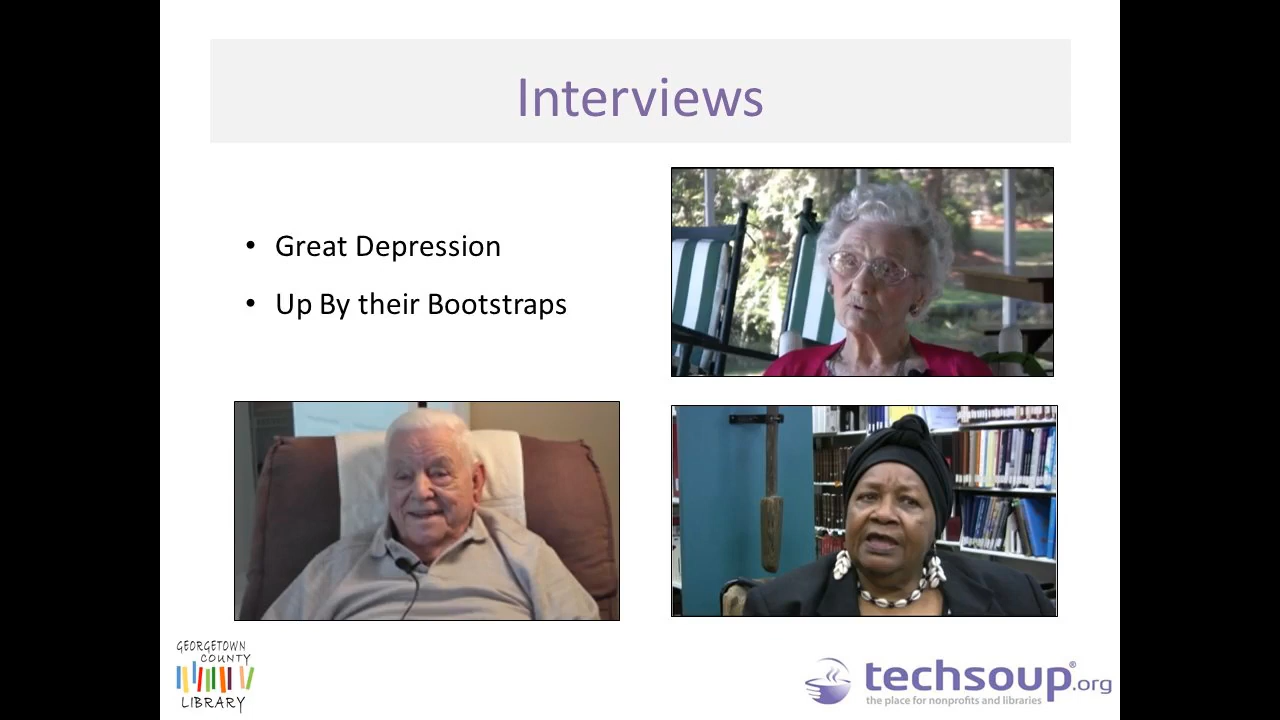 Interviews
• Great Depression
• Up By their Bootstraps
GEORGETOWN
COUNTY
LIBRARY
techsoup®.org
the place for nonprofits and libraries